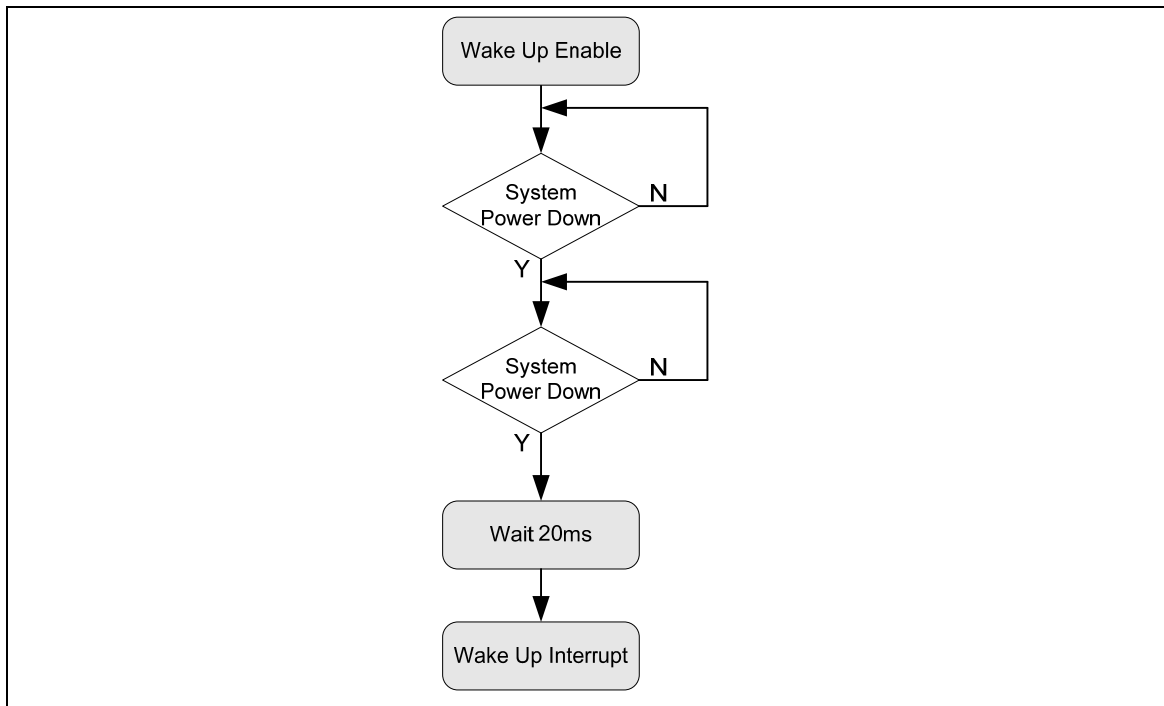 Wake Up Enable
System
Power Down
N
Y
System
Power Down
N
Y
Wait 20ms
Wake Up Interrupt